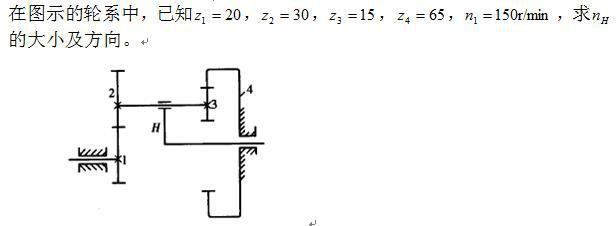 在图示的轮系中，已知z₁ = 20，z₂ = 30，z₃ = 15，z₄ = 65，n₁ = 150r/min ，求n_H
的大小及方向。
2
3
4
H
1